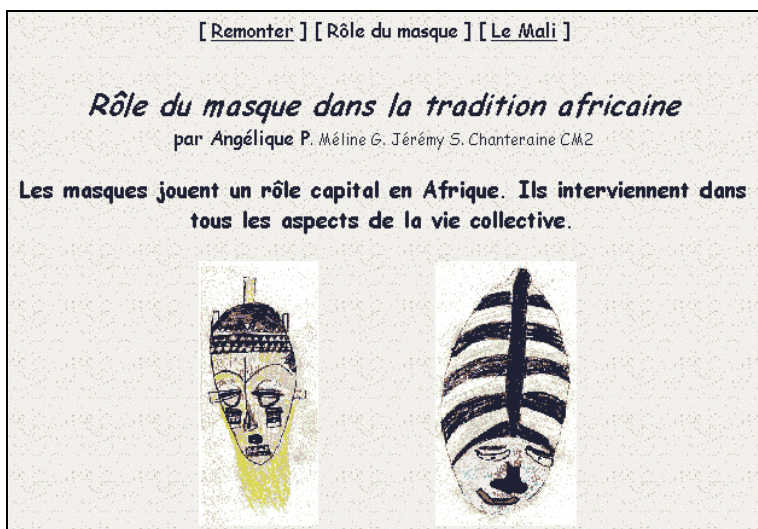 [ Remonter ] [ Rôle du masque ] [ Le Mali ]
Rôle du masque dans la tradition africaine
par Angélique P. Méline G. Jérémy S. Chanteraine CM2
Les masques jouent un rôle capital en Afrique. Ils interviennent dans
tous les aspects de la vie collective.